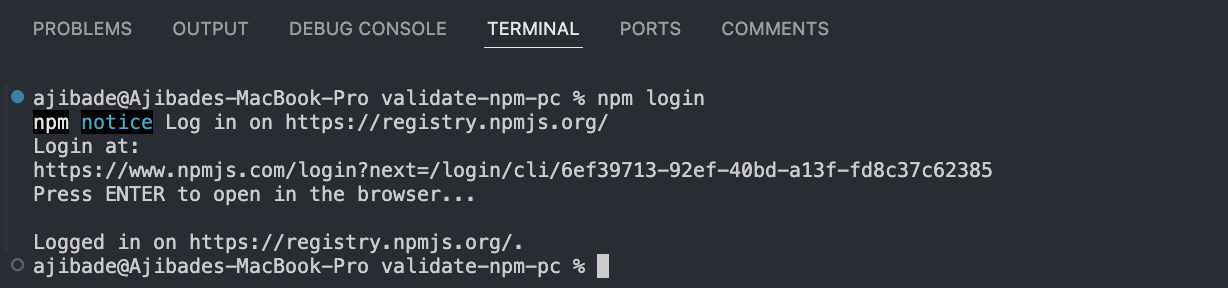 PROBLEMS OUTPUT DEBUG CONSOLE TERMINAL PORTS COMMENTS
ajibade@Ajibades-MacBook-Pro validate-npm-pc % npm login
npm notice Log in on https://registry.npmjs.org/
Login at:
https://www.npmjs.com/login?next=/login/cli/6ef39713-92ef-40bd-a13f-fd8c37c62385
Press ENTER to open in the browser...
Logged in on https://registry.npmjs.org/.
ajibade@Ajibades-MacBook-Pro validate-npm-pc %